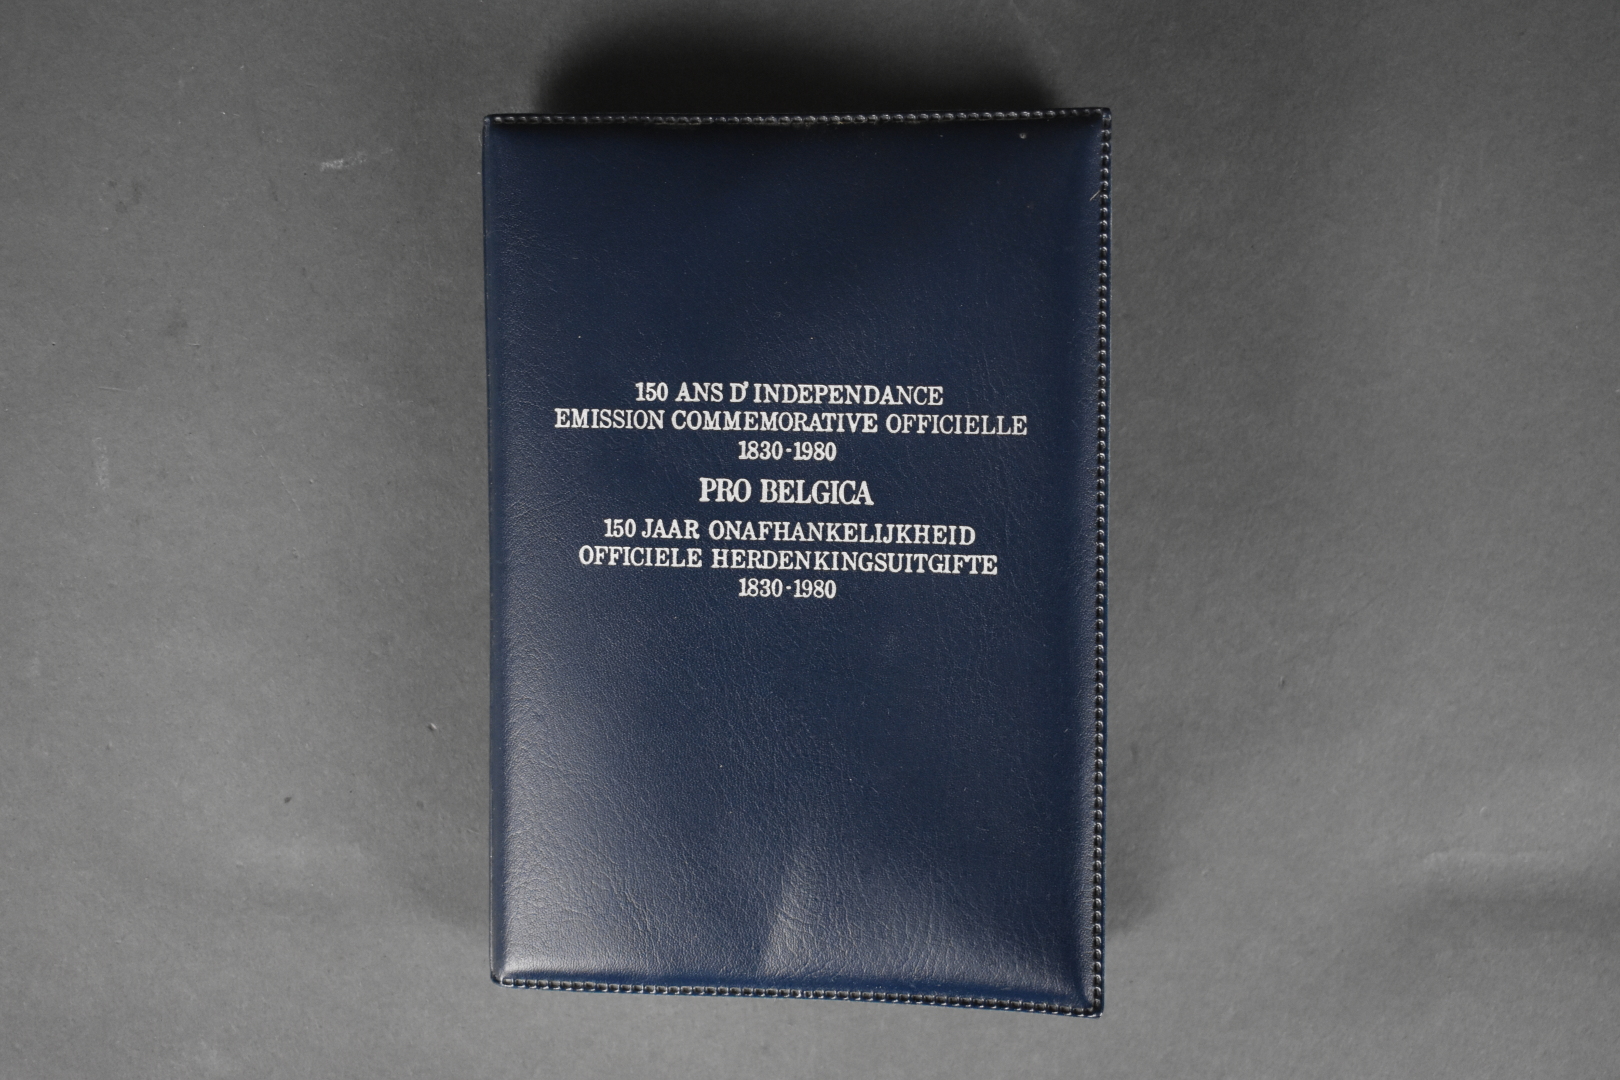 150 ANS D'INDEPENDANCE
EMISSION COMMEMORATIVE OFFICIELLE
1830-1980
PRO BELGICA
150 JAAR ONAFHANKELIJKHEID
OFFICIELE HERDENKINGSUITGIFTE
1830-1980